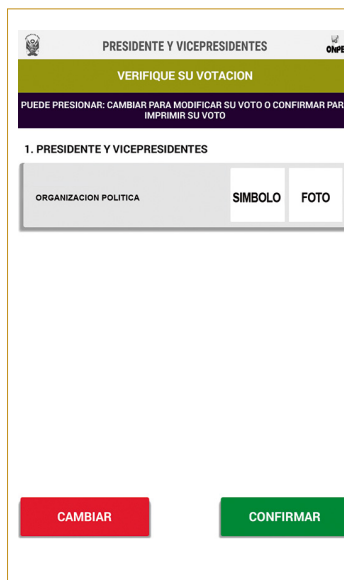 PRESIDENTE Y VICEPRESIDENTES
ONPE
VERIFIQUE SU VOTACION
PUEDE PRESIONAR: CAMBIAR PARA MODIFICAR SU VOTO O CONFIRMAR PAR
IMPRIMIR SU VOTO
1. PRESIDENTE Y VICEPRESIDENTES
ORGANIZACION POLITICA
SIMBOLO
FOTO
CAMBIAR
CONFIRMAR